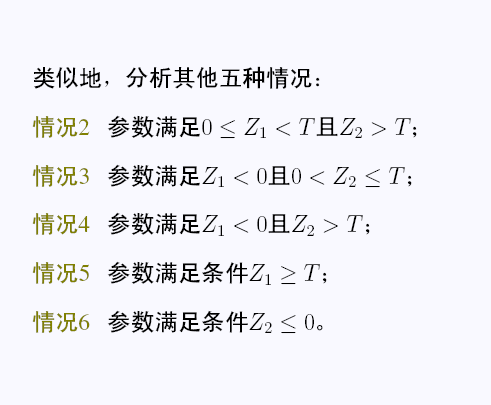 类似地，分析其他五种情况：
情况2 参数满足0 ≤ Z₁ < T且Z₂ > T；
情况3 参数满足Z₁ < 0且0 < Z₂ ≤ T；
情况4 参数满足Z₁ < 0且Z₂ > T；
情况5 参数满足条件Z₁ ≥ T；
情况6 参数满足条件Z₂ ≤ 0。